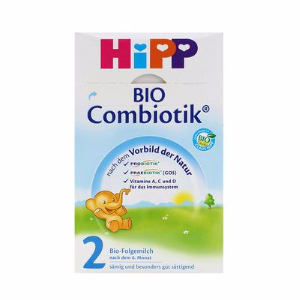 HiPP
BIO
Combiotik®
nach dem Vorbild der Natur
✓ PROBIOTIK®
✓ PRAEBIOTIK® (GOS)
✓ Vitamine A, C und D
für das Immunsystem
BIO
2
Bio-Folgemilch
nach dem 6. Monat
sämig und besonders gut sättigend